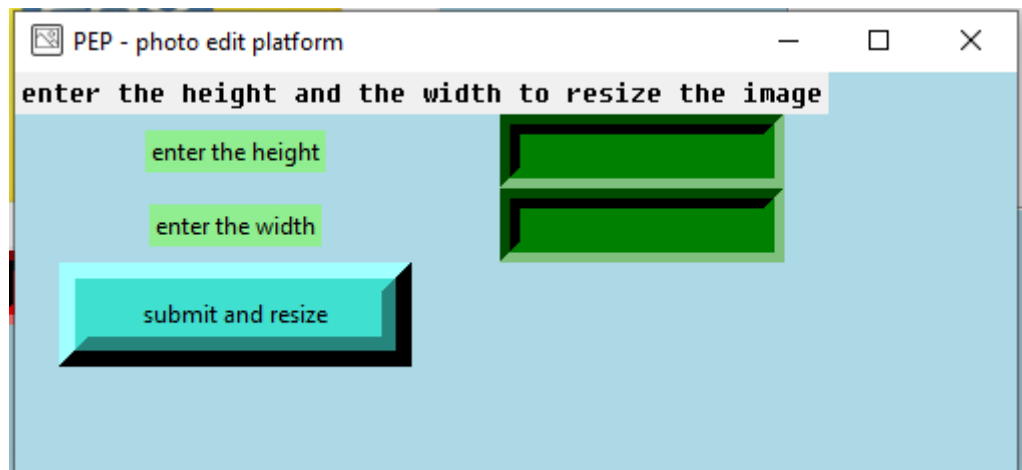 PEP - photo edit platform
enter the height and the width to resize the image
enter the height
enter the width
submit and resize